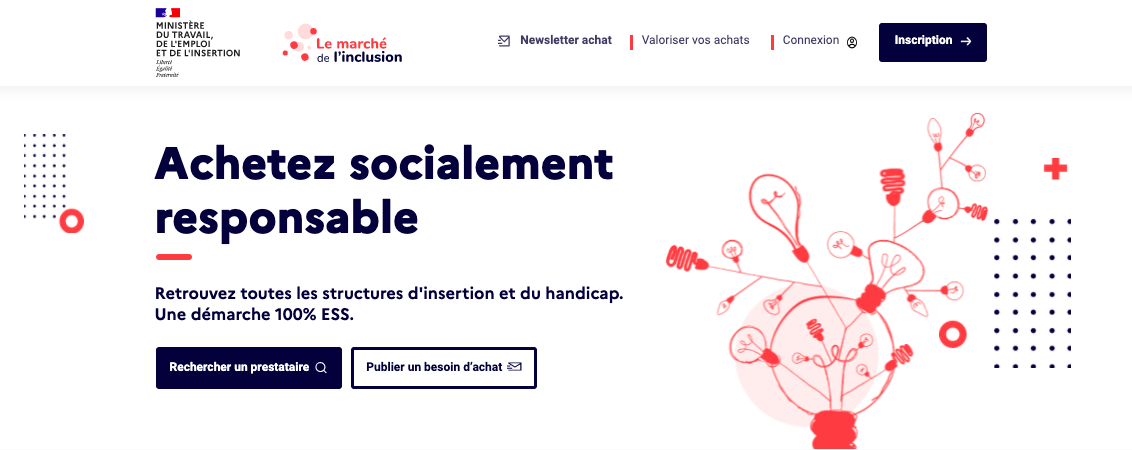 MINISTÈRE
DU TRAVAIL,
DE L'EMPLOI
ET DE L'INSERTION
Liberté
Égalité
Fraternité
Le marché
de l'inclusion
Newsletter achat
Valoriser vos achats
Connexion
Inscription
Achetez socialement
responsable
Retrouvez toutes les structures d'insertion et du handicap.
Une démarche 100% ESS.
Rechercher un prestataire
Publier un besoin d'achat